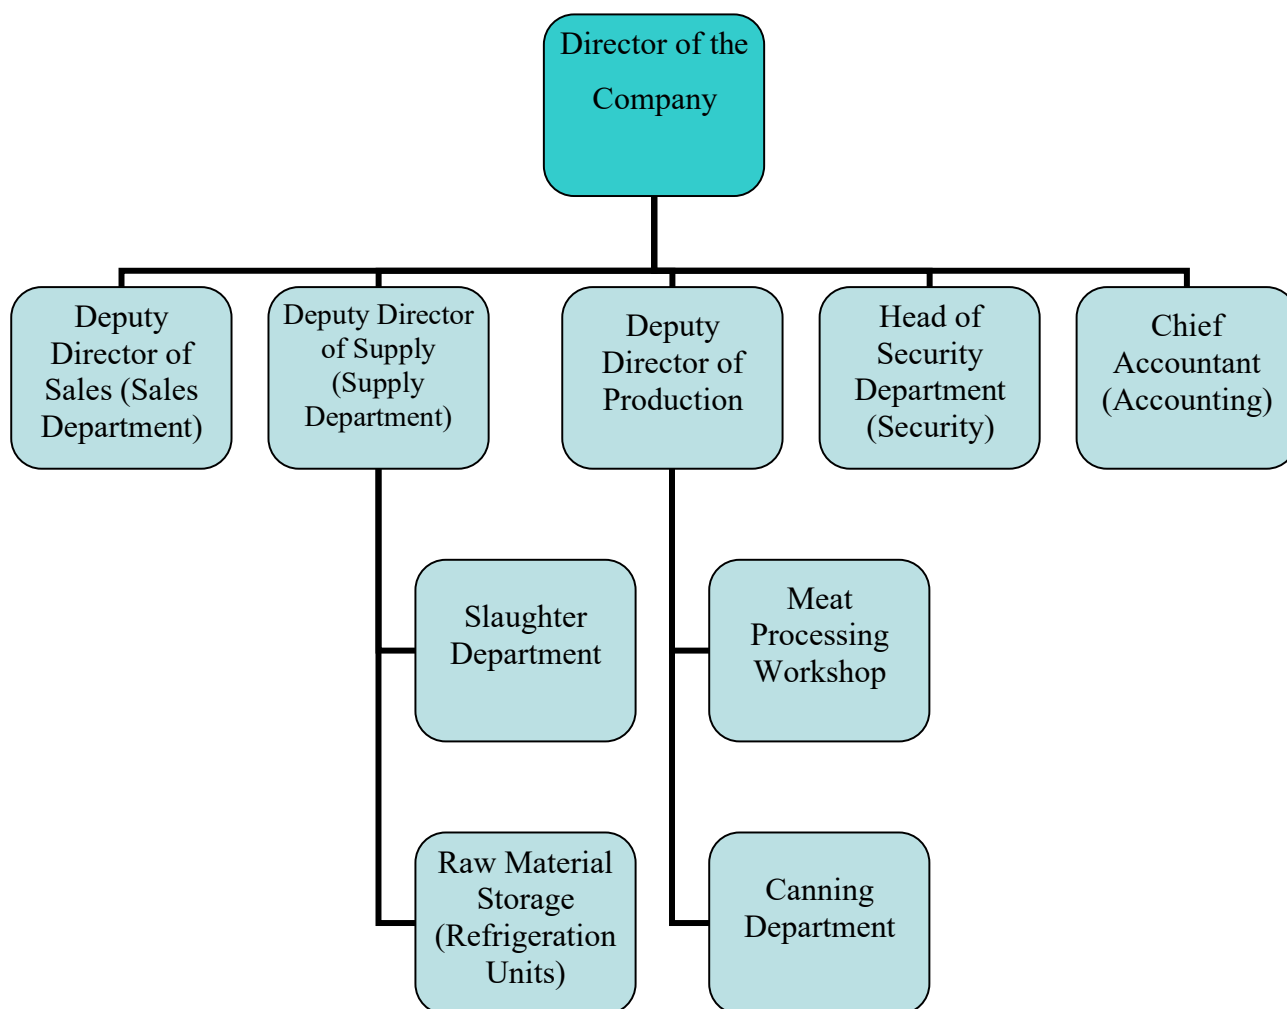 Director of the
Company
Deputy
Director of
Sales (Sales
Department)
Deputy Director
of Supply
(Supply
Department)
Deputy
Director of
Production
Head of
Security
Department
(Security)
Chief
Accountant
(Accounting)
Slaughter
Department
Meat
Processing
Workshop
Raw Material
Storage
(Refrigeration
Units)
Canning
Department